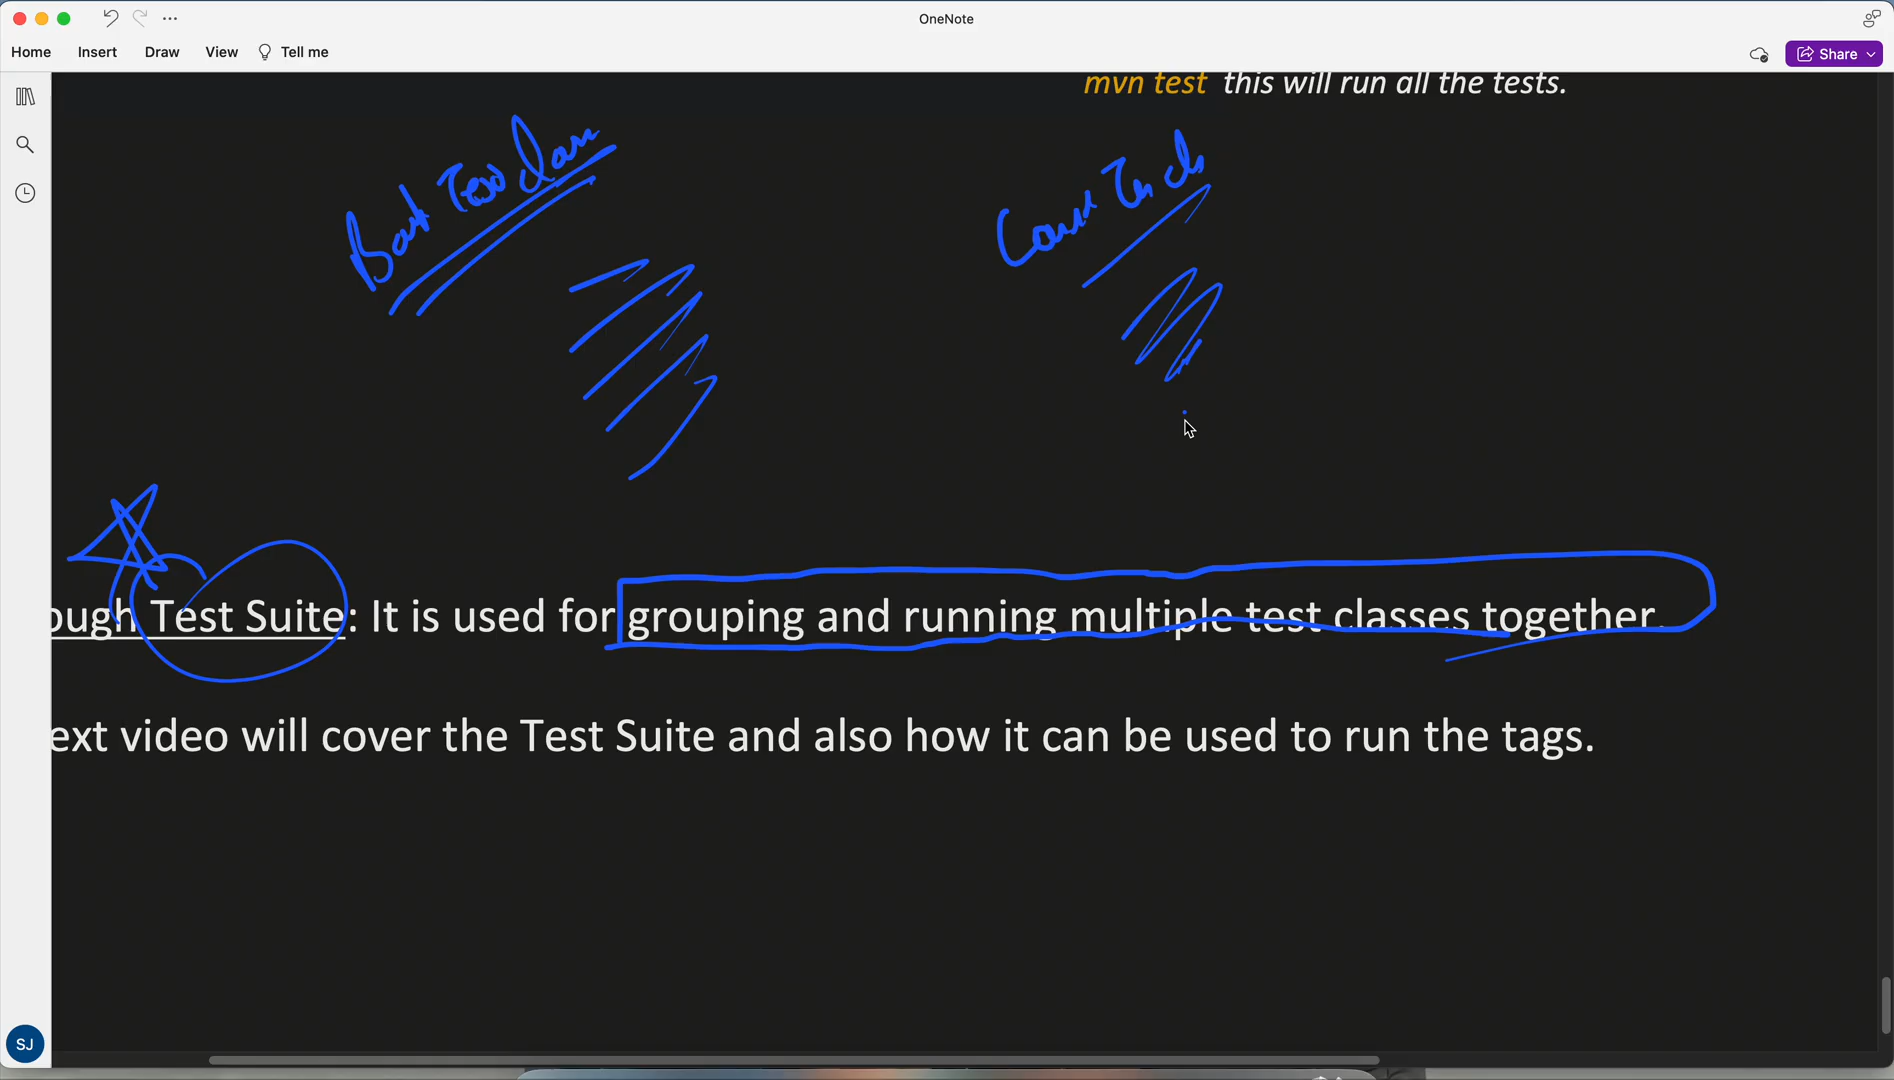 OneNote
Home Insert Draw View Tell me Share
mvn test this will run all the tests.
ough Test Suite: It is used for grouping and running multiple test classes together.
ext video will cover the Test Suite and also how it can be used to run the tags.
SJ